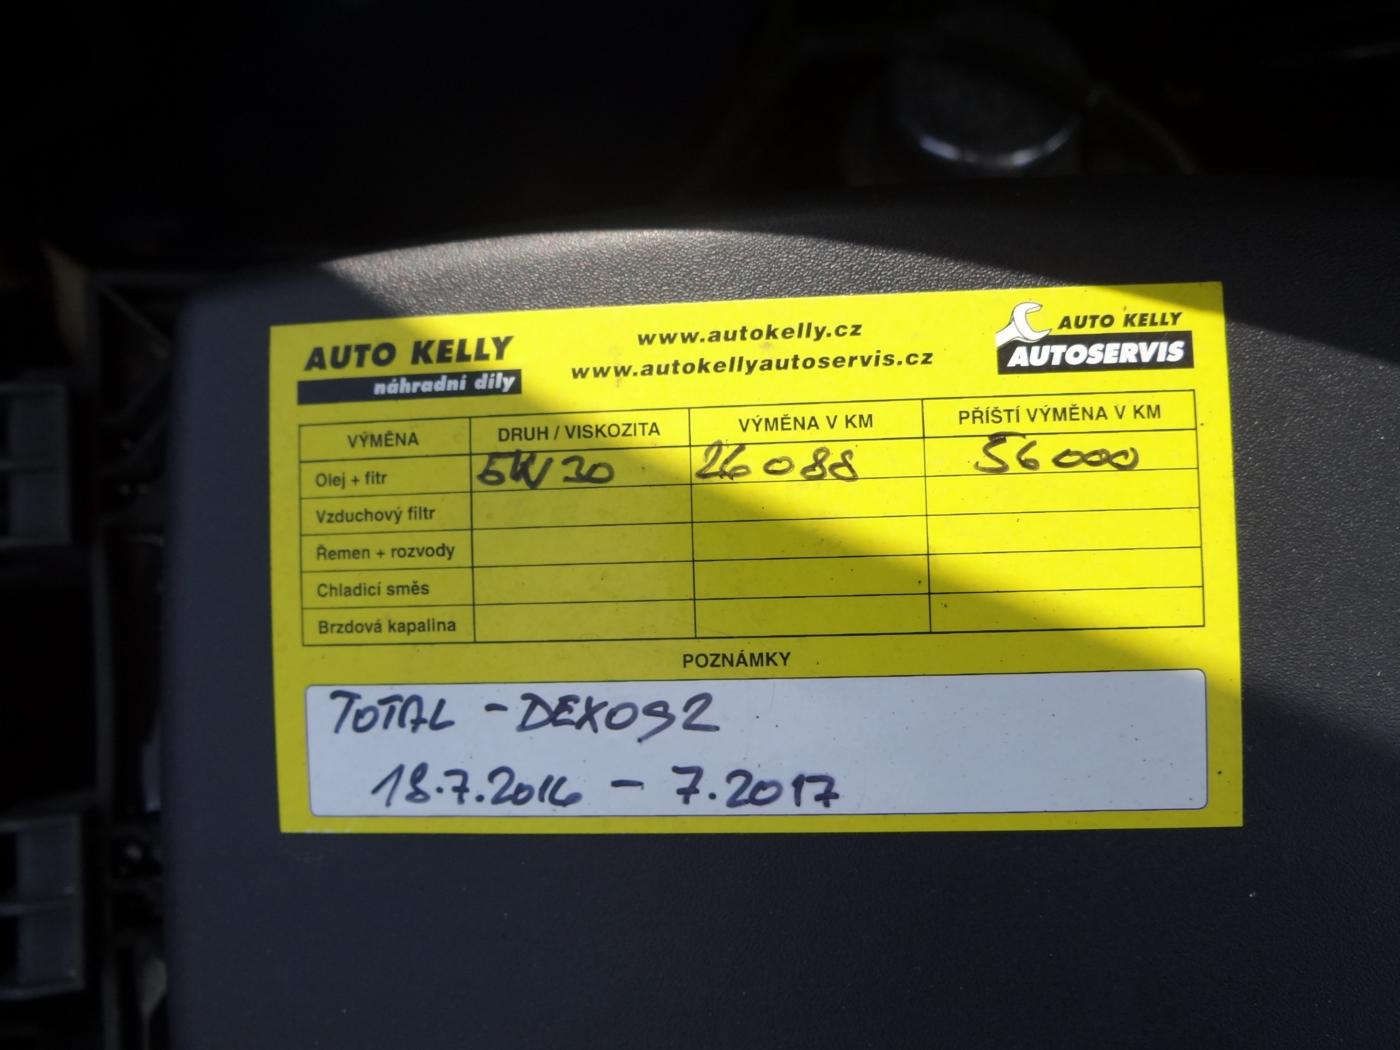 AUTO KELLY
náhradní díly
www.autokelly.cz
www.autokellyautoservis.cz
AUTO KELLY
AUTOSERVIS
VÝMĚNA DRUH / VISKOZITA VÝMĚNA V KM PŘÍŠTÍ VÝMĚNA V KM
Olej + fitr 5W30 26088 56000
Vzduchový filtr
Řemen + rozvody
Chladicí směs
Brzdová kapalina
POZNÁMKY
TOTAL - DEXOS2
18.7.2016 - 7.2017